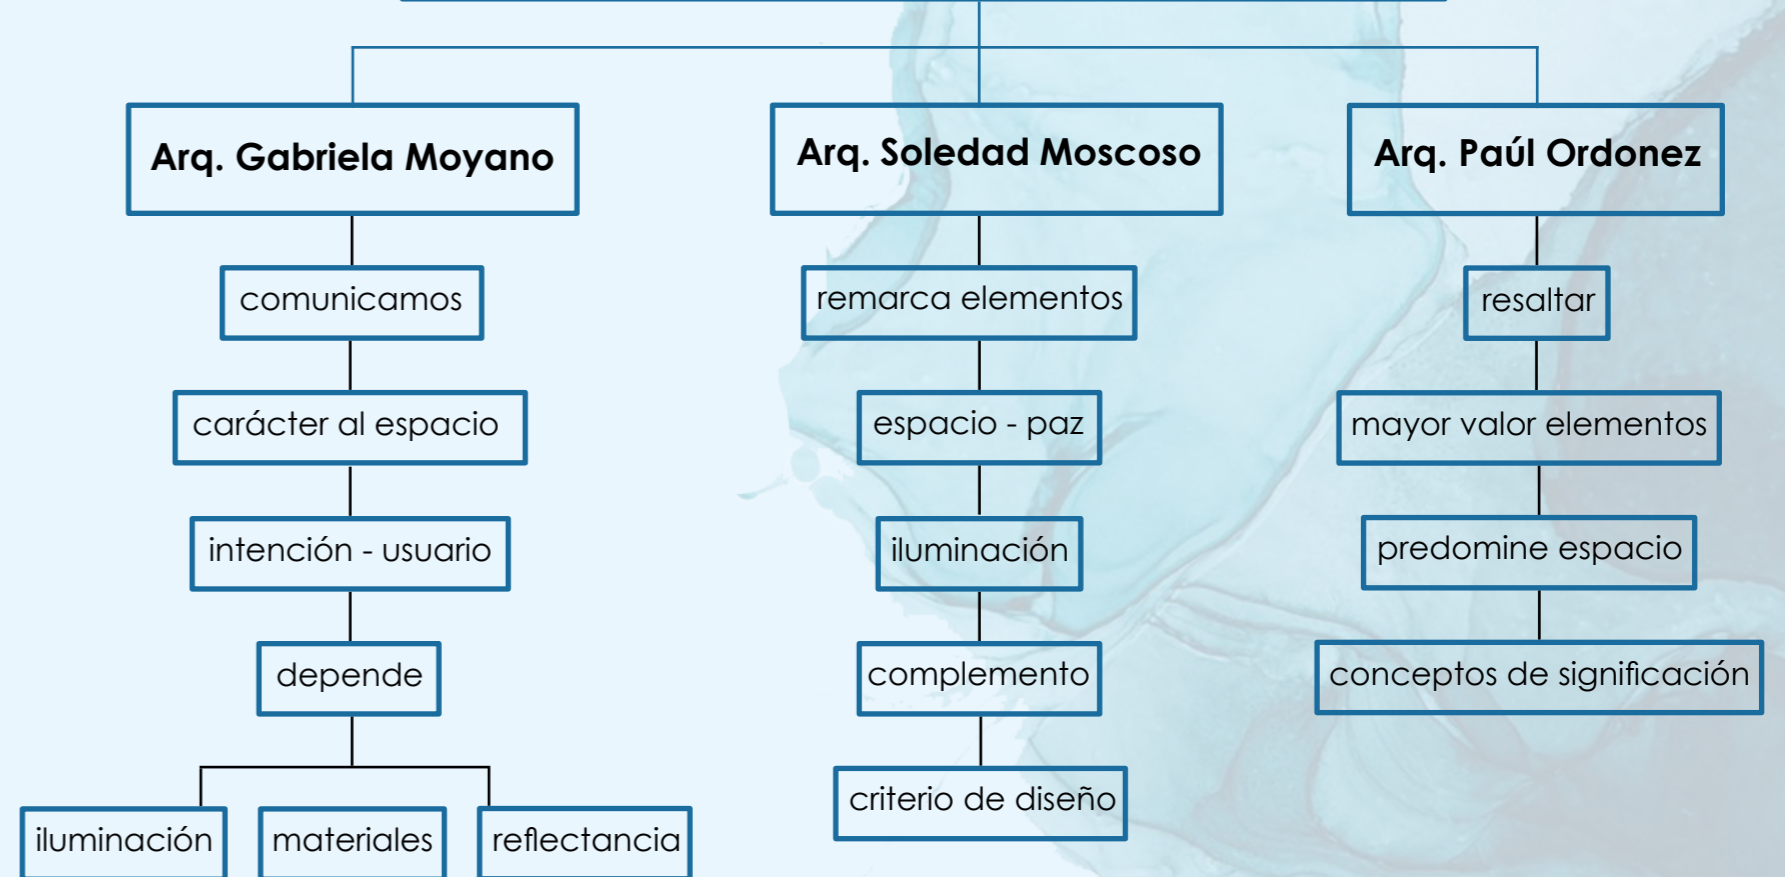 Arq. Gabriela Moyano
comunicamos
carácter al espacio
intención - usuario
depende
iluminación
materiales
reflectancia
Arq. Soledad Moscoso
remarca elementos
espacio - paz
iluminación
complemento
criterio de diseño
Arq. Paúl Ordonez
resaltar
mayor valor elementos
predomine espacio
conceptos de significación